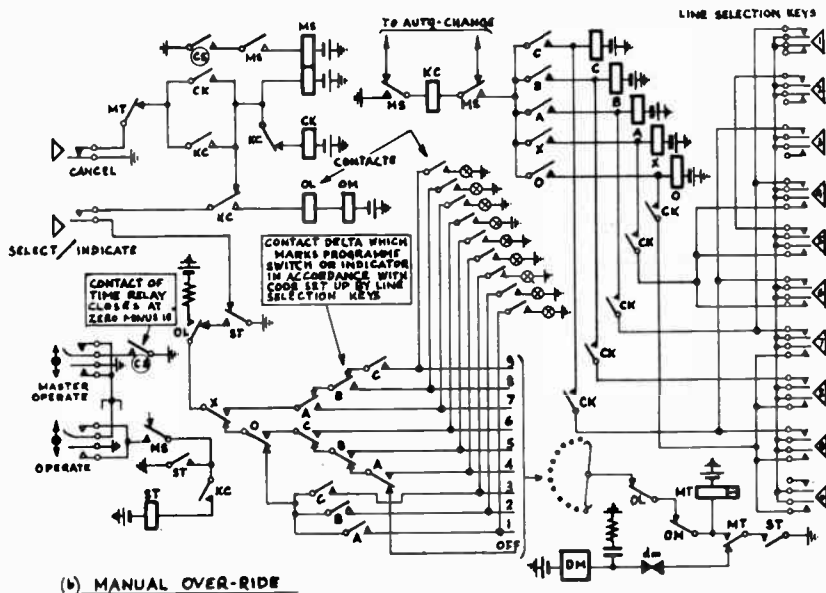 LINE SELECTION KEYS
TO AUTO-CHANGE
MS
CS
MS
KC
MS
MS
C
B
A
X
O
C
B
A
X
O
CK
MT
KC
KC
CK
CANCEL
CONTACTS
KC
OL
OM
SELECT/INDICATE
CONTACT DELTA WHICH
MARKS PROGRAMME
SWITCH OR INDICATOR
IN ACCORDANCE WITH
CODE SET UP BY LINE
SELECTION KEYS
CONTACT OF
TIME RELAY
CLOSES AT
ZERO MINUS 15
OL
ST
CK
CK
CK
CK
CK
MASTER
OPERATE
OPERATE
MS
ST
KC
ST
X
O
A
B
C
C
B
A
C
B
A
9
8
7
6
5
4
3
2
1
OFF
OL
OM
MT
MT
ST
DM
dm
(b) MANUAL OVER-RIDE